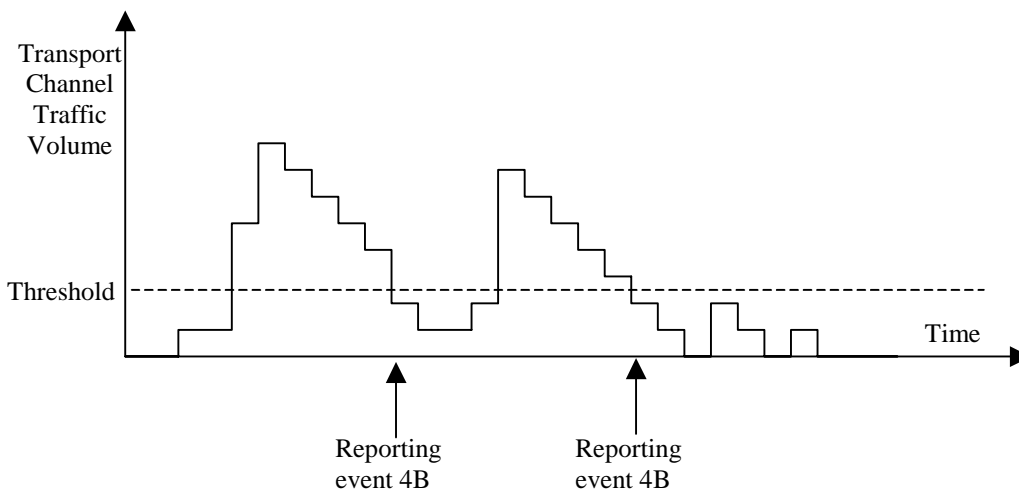 Transport
Channel
Traffic
Volume
Threshold
Time
Reporting
event 4B
Reporting
event 4B